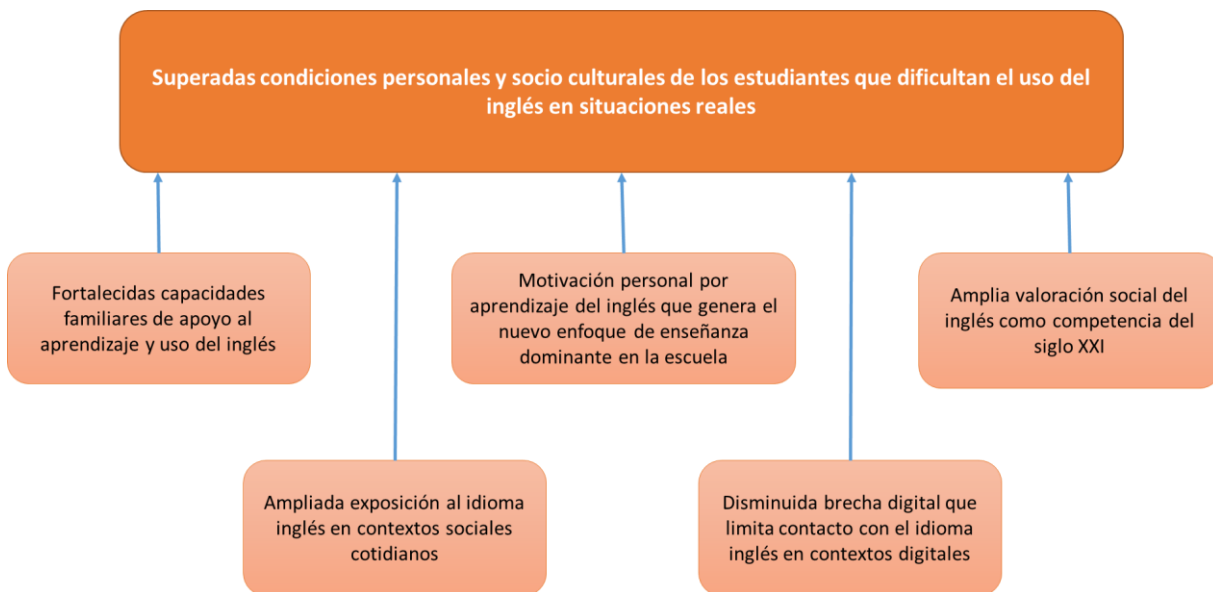 Superadas condiciones personales y socio culturales de los estudiantes que dificultan el uso del
inglés en situaciones reales
Fortalecidas capacidades
familiares de apoyo al
aprendizaje y uso del inglés
Motivación personal por
aprendizaje del inglés que genera el
nuevo enfoque de enseñanza
dominante en la escuela
Amplia valoración social del
inglés como competencia del
siglo XXI
Ampliada exposición al idioma
inglés en contextos sociales
cotidianos
Disminuida brecha digital que
limita contacto con el idioma
inglés en contextos digitales